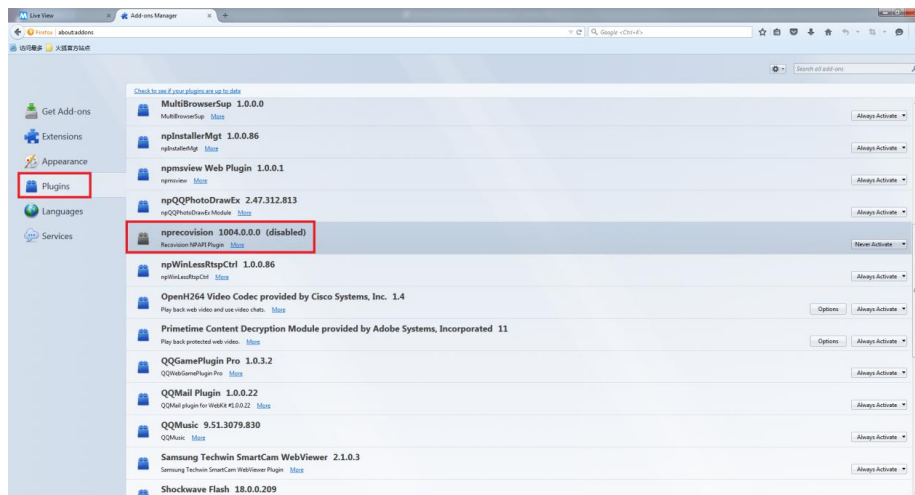 Live View
Add-ons Manager
Firefox about:addons
Google <Ctrl+K>
访问最多 火狐官方站点
Search all add-ons
Check to see if your plugins are up to date
Get Add-ons
Extensions
Appearance
Plugins
Languages
Services
MultiBrowserSup 1.0.0.0
MultiBrowserSup More
Always Activate
npInstallerMgt 1.0.0.86
npInstallerMgt More
Always Activate
npmsview Web Plugin 1.0.0.1
npmsview More
Always Activate
npQQPhotoDrawEx 2.47.312.813
npQQPhotoDrawEx Module More
Always Activate
nprecovision 1004.0.0.0 (disabled)
Recovision NPAPI Plugin More
Never Activate
npWinLessRtspCtrl 1.0.0.86
npWinLessRtspCtrl More
Always Activate
OpenH264 Video Codec provided by Cisco Systems, Inc. 1.4
Play back web video and use video chats. More
Options Always Activate
Primetime Content Decryption Module provided by Adobe Systems, Incorporated 11
Play back protected web video. More
Options Always Activate
QQGamePlugin Pro 1.0.3.2
QQWebGamePlugin Pro More
Always Activate
QQMail Plugin 1.0.0.22
QQMail plugin for WebKit #1.0.0.22 More
Always Activate
QQMusic 9.51.3079.830
QQMusic More
Always Activate
Samsung Techwin SmartCam WebViewer 2.1.0.3
Samsung Techwin SmartCam WebViewer Plugin More
Always Activate
Shockwave Flash 18.0.0.209